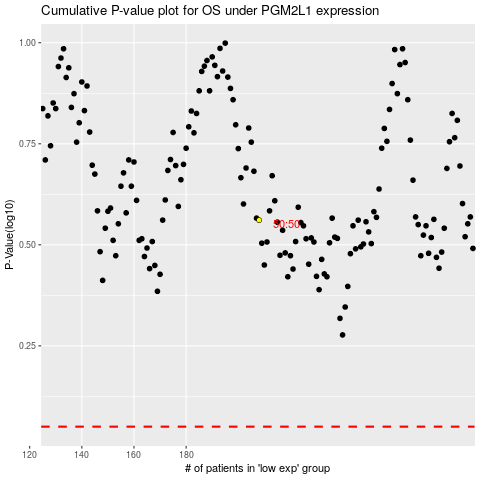 Cumulative P-value plot for OS under PGM2L1 expression
1.00
0.75
0.50
0.25
P-Value(log10)
50:50
120 140 160 180
# of patients in 'low exp' group